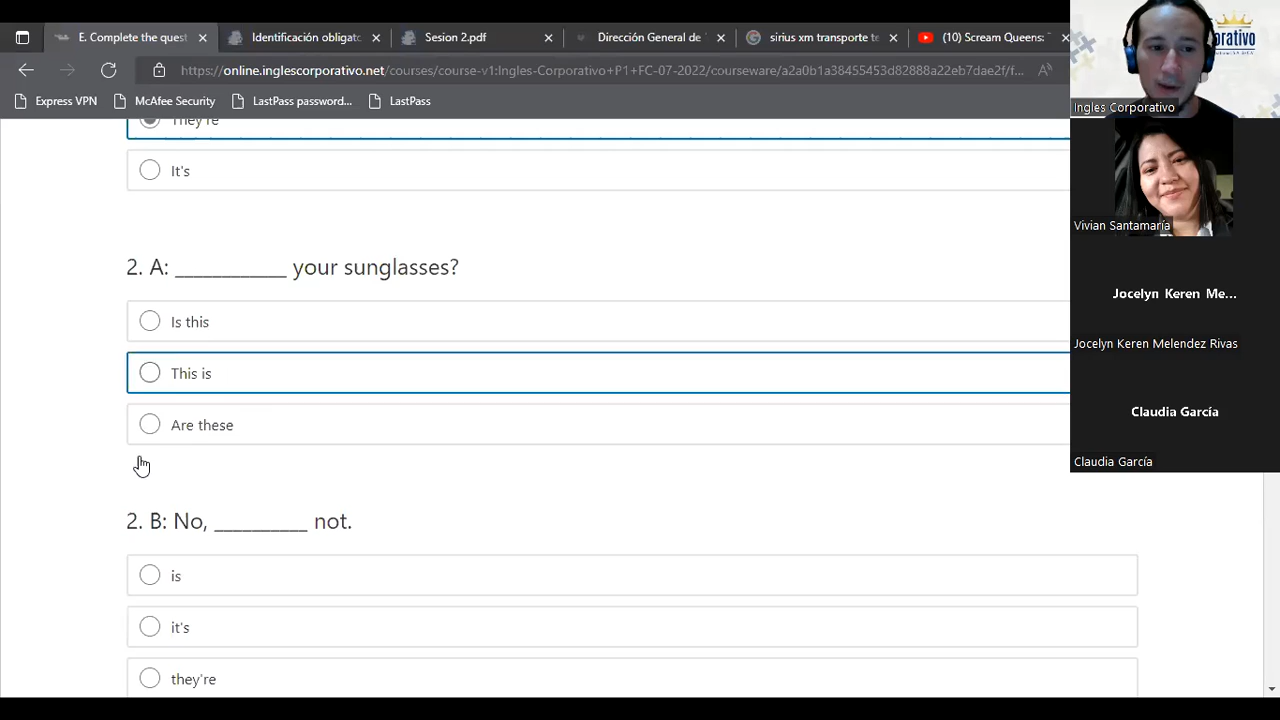 E. Complete the quest
Identificación obligato
Sesion 2.pdf
Dirección General de
sirius xm transporte te
(10) Scream Queens:
https://online.inglescorporativo.net/courses/course-v1:Ingles-Corporativo+P1+FC-07-2022/courseware/a2a0b1a38455453d82888a22eb7dae2f/f...
Express VPN
McAfee Security
LastPass password...
LastPass
orativo
Ingles Corporativo
They're
It's
Vivian Santamaría
2. A: ____________ your sunglasses?
Jocelyn Keren Me...
Is this
Jocelyn Keren Melendez Rivas
This is
Claudia García
Are these
Claudia García
2. B: No, __________ not.
is
it's
they're